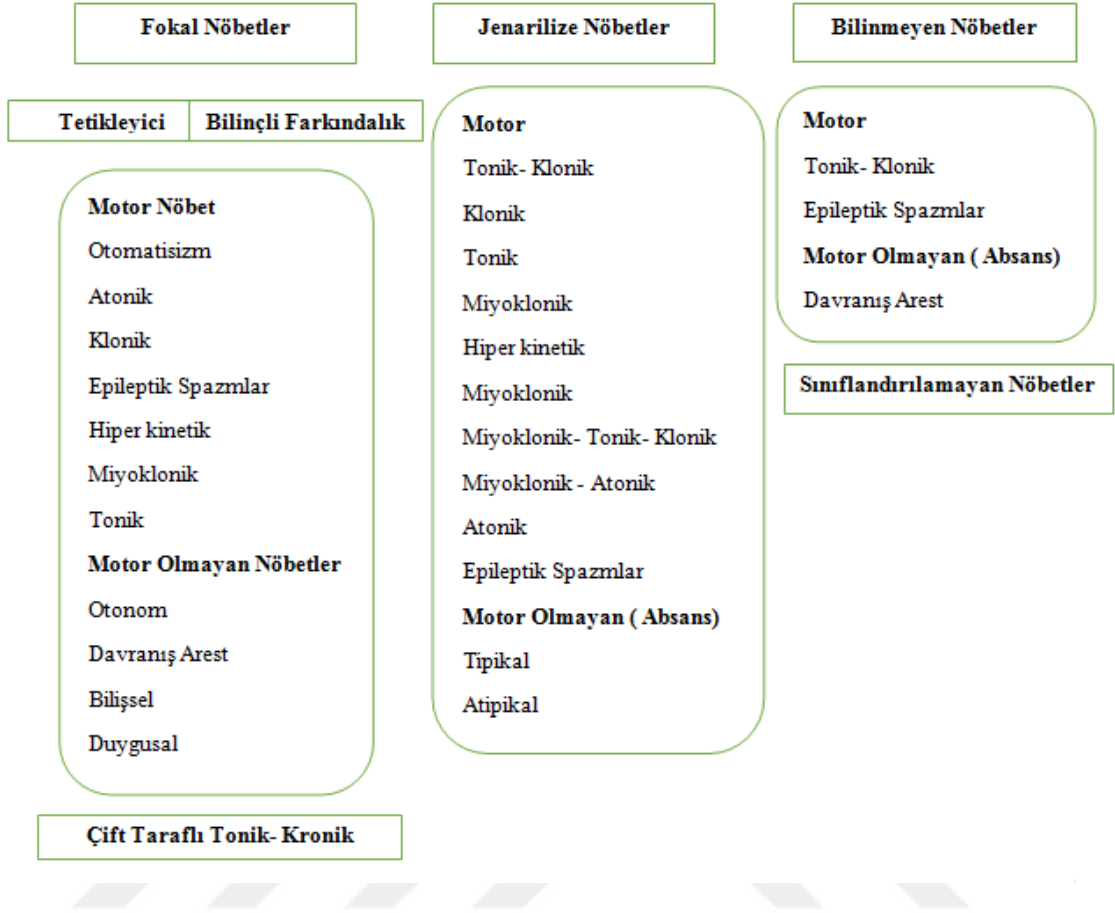 Fokal Nöbetler
Tetikleyici
Bilinçli Farkındalık
Motor Nöbet
Otomatisizm
Atonik
Klonik
Epileptik Spazmlar
Hiper kinetik
Miyoklonik
Tonik
Motor Olmayan Nöbetler
Otonom
Davranış Arest
Bilişsel
Duygusal
Çift Taraflı Tonik- Kronik
Jenarilize Nöbetler
Motor
Tonik- Klonik
Klonik
Tonik
Miyoklonik
Hiper kinetik
Miyoklonik
Miyoklonik- Tonik- Klonik
Miyoklonik - Atonik
Atonik
Epileptik Spazmlar
Motor Olmayan ( Absans)
Tipikal
Atipikal
Bilinmeyen Nöbetler
Motor
Tonik- Klonik
Epileptik Spazmlar
Motor Olmayan ( Absans)
Davranış Arest
Sınıflandırılamayan Nöbetler